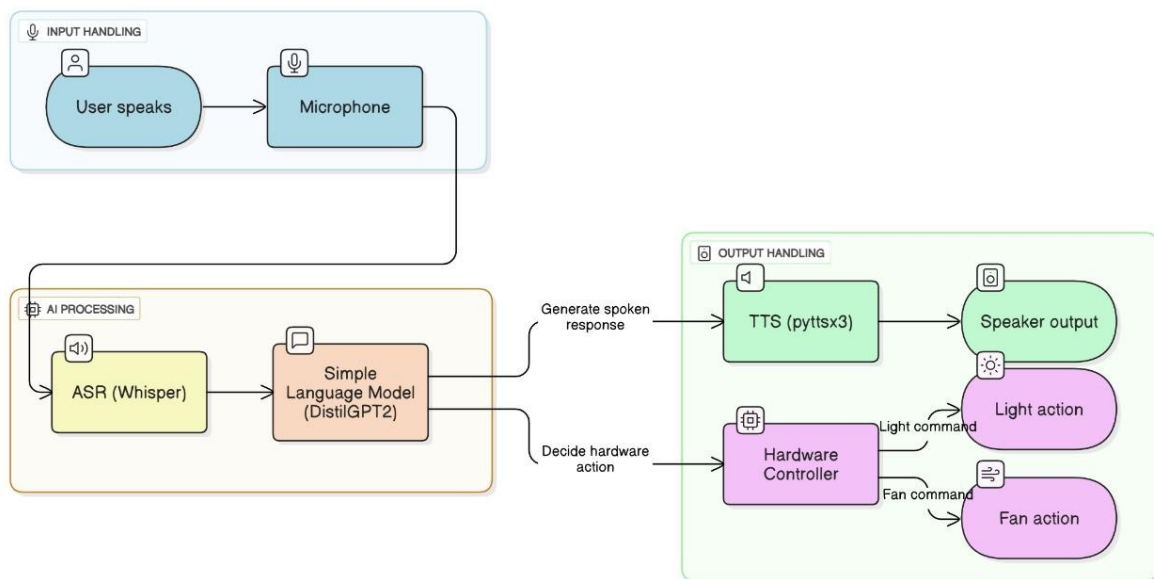 INPUT HANDLING
User speaks
Microphone
AI PROCESSING
ASR (Whisper)
Simple
Language Model
(DistilGPT2)
Generate spoken
response
Decide hardware
action
OUTPUT HANDLING
TTS (pyttsx3)
Speaker output
Hardware
Controller
Light command
Light action
Fan command
Fan action